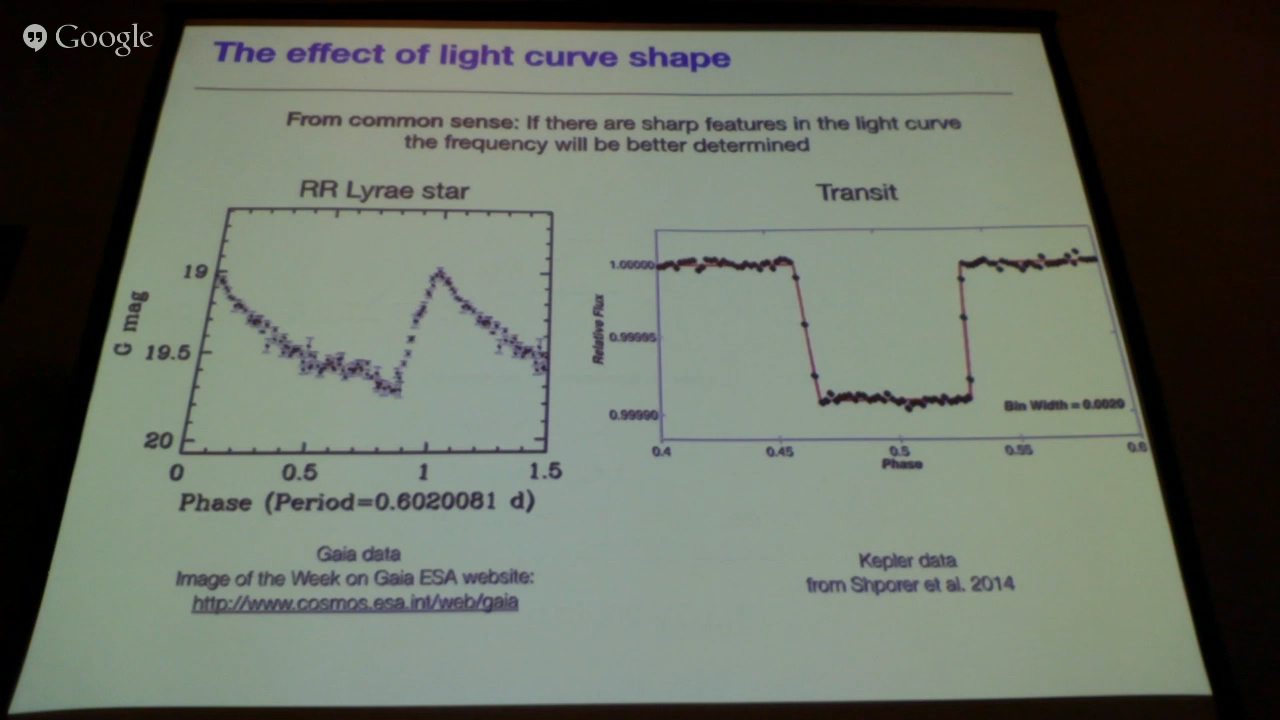 Google
The effect of light curve shape
From common sense: If there are sharp features in the light curve
the frequency will be better determined
RR Lyrae star
19
19.5
20
G mag
0 0.5 1 1.5
Phase (Period=0.6020081 d)
Gaia data
Image of the Week on Gaia ESA website:
http://www.cosmos.esa.int/web/gaia
Transit
1.00000
0.99995
0.99990
Relative Flux
Bin Width = 0.0020
0.4 0.45 0.5 0.55 0.6
Phase
Kepler data
from Shporer et al. 2014